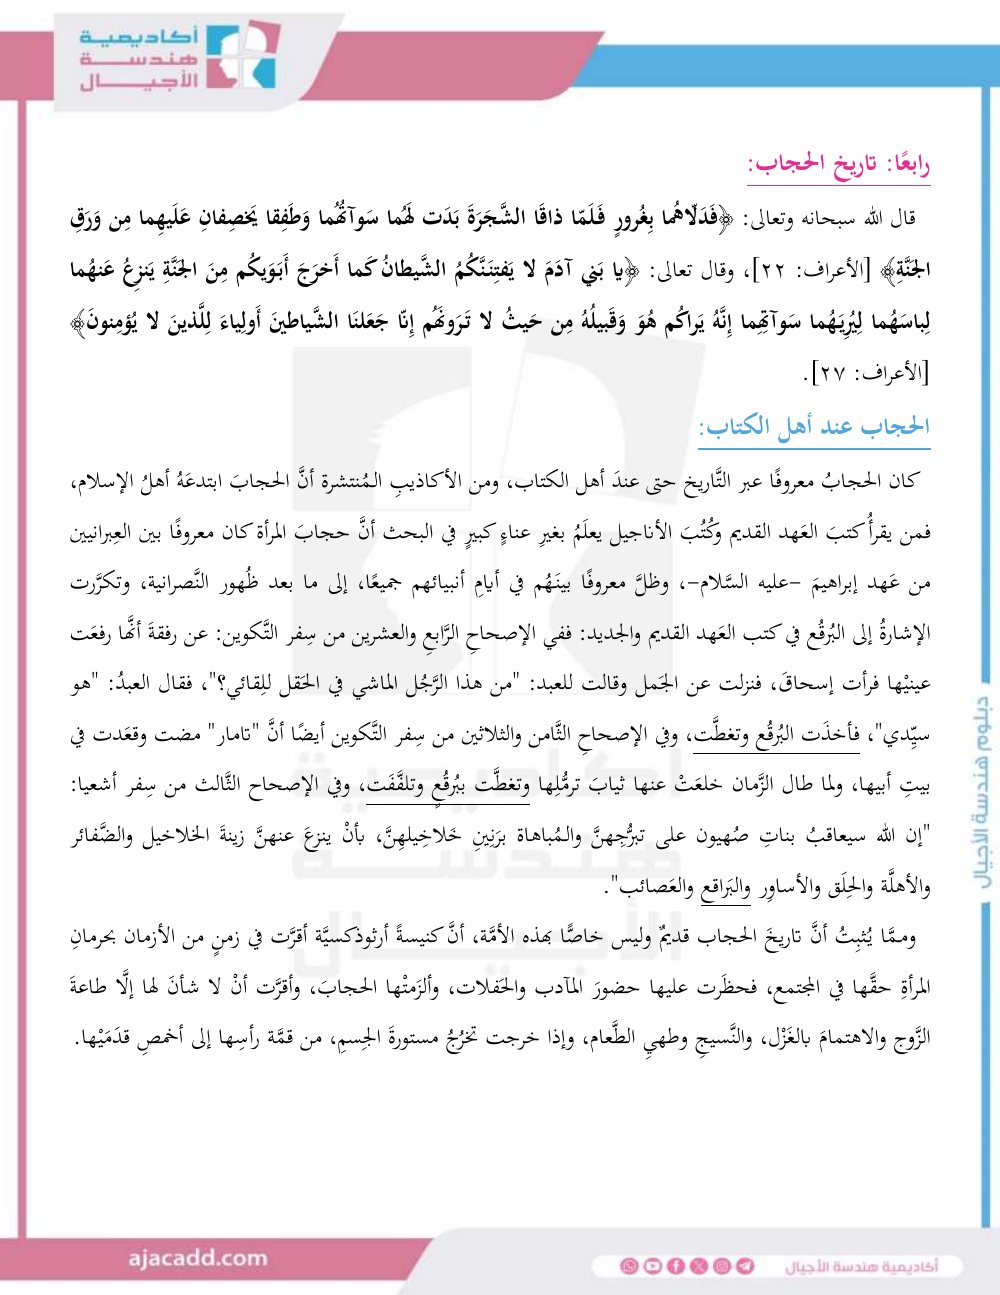 أكاديمية
هندسة
الأجيال
رابعًا: تاريخ الحجاب:
قال الله سبحانه وتعالى: ﴿فَدَلّاهُما بِغُرورٍ فَلَمّا ذاقَا الشَّجَرَةَ بَدَت لَهُما سَوآتُهُما وَطَفِقا يَخصِفانِ عَلَيهِما مِن وَرَقِ
الجَنَّةِ﴾ [الأعراف: ٢٢]، وقال تعالى: ﴿يا بَني آدَمَ لا يَفتِنَنَّكُمُ الشَّيطانُ كَما أَخرَجَ أَبَوَيكُم مِنَ الجَنَّةِ يَنزِعُ عَنهُما
لِباسَهُما لِيُرِيَهُما سَوآتِهِما إِنَّهُ يَراكُم هُوَ وَقَبيلُهُ مِن حَيثُ لا تَرَونَهُم إِنّا جَعَلنَا الشَّياطينَ أَولِياءَ لِلَّذينَ لا يُؤمِنونَ﴾
[الأعراف: ٢٧].
الحجاب عند أهل الكتاب:
كان الحجابُ معروفًا عبر التَّاريخ حتى عندَ أهل الكتاب، ومن الأكاذيبِ المُنتشرة أنَّ الحجابَ ابتدعَهُ أهلُ الإسلام،
فمن يقرأُ كتبَ العَهد القديم وكُتُبَ الأناجيل يعلَمُ بغيرِ عناءٍ كبيرٍ في البحث أنَّ حجابَ المرأة كان معروفًا بين العِبرانيين
من عَهد إبراهيمَ –عليه السَّلام–، وظلَّ معروفًا بينَهُم في أيامِ أنبيائهم جميعًا، إلى ما بعد ظُهور النَّصرانية، وتكرَّرت
الإشارةُ إلى البُرقُع في كتب العَهد القديم والجديد: ففي الإصحاحِ الرَّابعِ والعشرين من سِفر التَّكوين: عن رفقةَ أنَّها رفعَت
عينيْها فرأت إسحاقَ، فنزلت عن الجَمل وقالت للعبد: "من هذا الرَّجُل الماشي في الحَقل للِقائي؟"، فقال العبدُ: "هو
سيِّدي"، فأخذَت البُرقُع وتغطَّت، وفي الإصحاحِ الثَّامن والثلاثين من سِفر التَّكوين أيضًا أنَّ "تامار" مضت وقعَدت في
بيتِ أبيها، ولما طال الزَّمان خلعَتْ عنها ثيابَ ترمُّلِها وتغطَّت ببُرقُعٍ وتلفَّفَت، وفي الإصحاح الثَّالث من سِفر أشعيا:
"إن الله سيعاقبُ بناتِ صُهيون على تبرُّجِهنَّ والمُباهاة برَنِينِ خَلاخِيلهِنَّ، بأنْ ينزعَ عنهنَّ زينةَ الخلاخيل والضَّفائر
والأهلَّة والحِلَق والأساوِر والبَراقع والعَصائب".
وممَّا يُثبِتُ أنَّ تاريخَ الحجاب قديمٌ وليس خاصًّا بهذه الأمَّة، أنَّ كنيسةً أرثوذكسيَّة أقرَّت في زمنٍ من الأزمان بحرمانِ
المرأةِ حقَّها في المجتمع، فحظَرت عليها حضورَ المآدب والحَفلات، وألزَمتْها الحجابَ، وأقرَّت أنْ لا شأنَ لها إلَّا طاعةَ
الزَّوج والاهتمامَ بالغَزْل، والنَّسيجِ وطهيِ الطَّعام، وإذا خرجت تخرُجُ مستورةَ الجِسمِ، من قمَّة رأسِها إلى أخمصِ قدَمَيْها.
دبلوم هندسة الأجيال
أكاديمية
هندسة
الأجيال
أكاديمية هندسة الأجيال
ajacadd.com